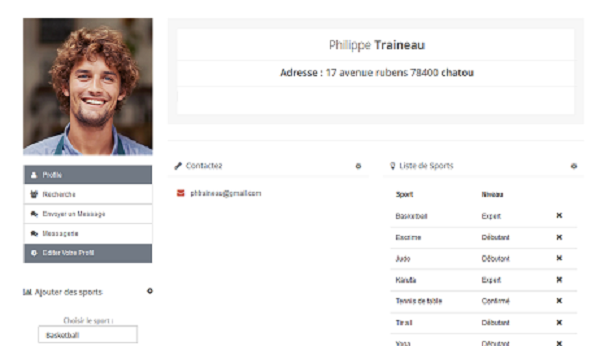 Philippe Traineau
Adresse : 17 avenue rubens 78400 chatou
Profile
Recherche
Envoyer un Message
Messagerie
Editer Votre Profil
Ajouter des sports
Choisir le sport :
Basketball
Contactez
phtraineau@gmail.com
Liste de Sports
Sport Niveau
Basketball Expert
Escrime Débutant
Judo Débutant
Karaté Expert
Tennis de table Confirmé
Débutant
Yoga Débutant